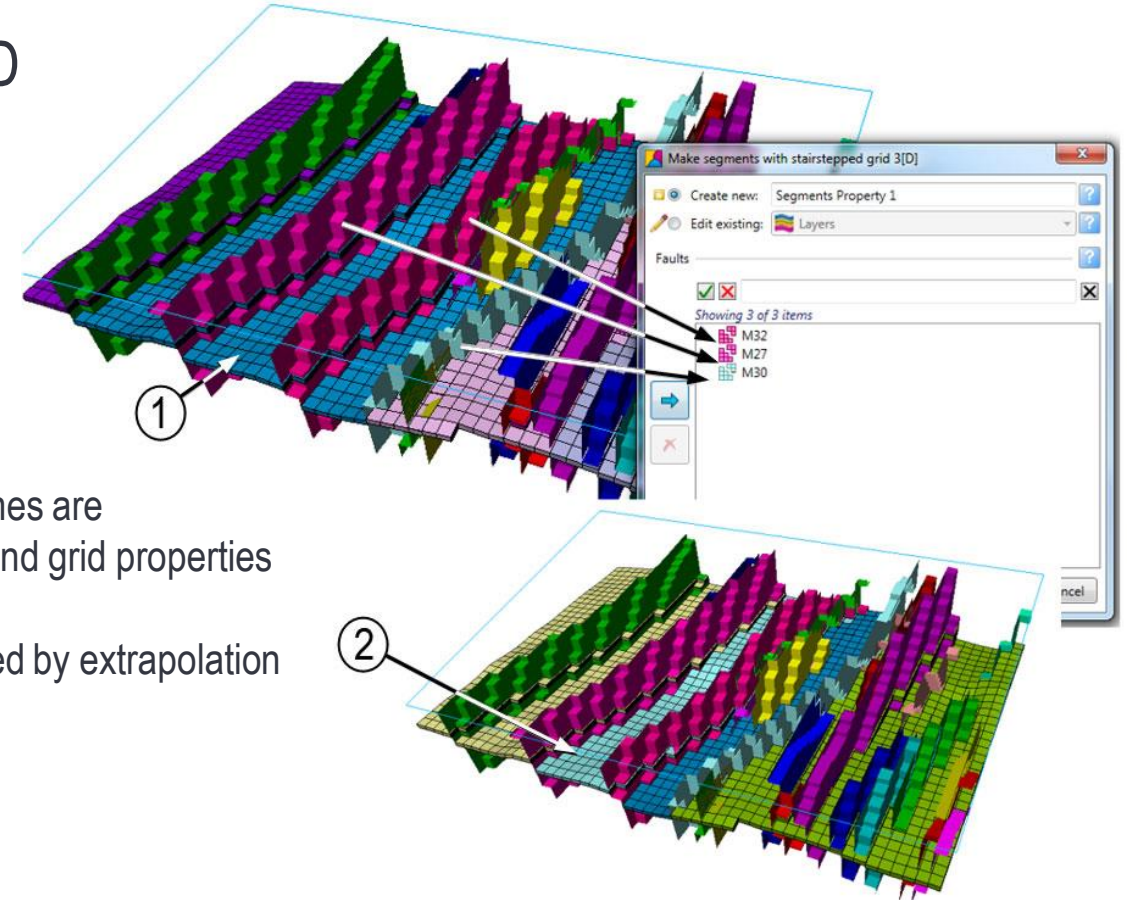 D
Make segments with stairstepped grid 3[D]
Create new: Segments Property 1
Edit existing: Layers
Faults
Showing 3 of 3 items
M32
M27
M30
ncel
1
nes are
nd grid properties
ed by extrapolation
2